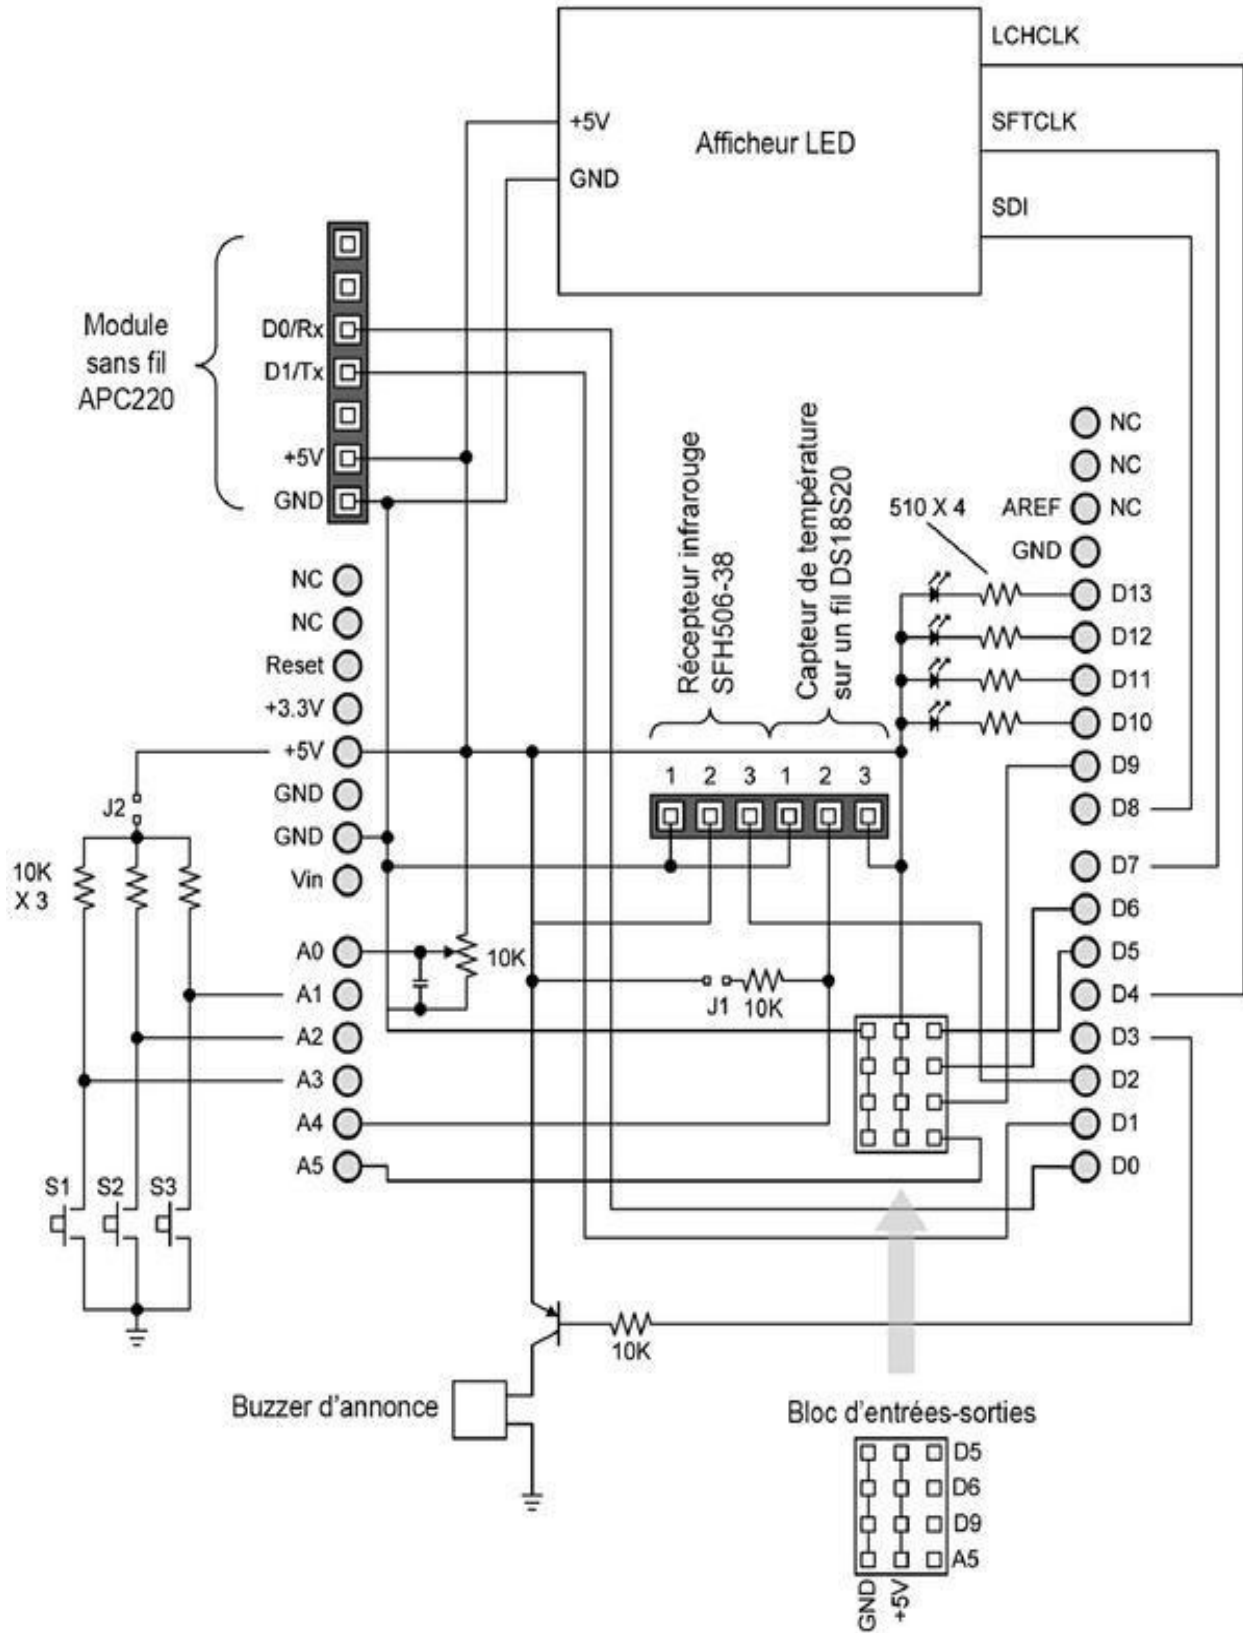 LCHCLK
+5V
SFTCLK
Afficheur LED
GND
SDI
Module
sans fil
APC220
D0/Rx
D1/Tx
+5V
GND
Récepteur infrarouge
SFH506-38
Capteur de température
sur un fil DS18S20
510 X 4
NC
NC
AREF
NC
GND
D13
D12
D11
D10
D9
D8
D7
D6
D5
D4
D3
D2
D1
D0
NC
NC
Reset
+3.3V
+5V
GND
GND
Vin
A0
A1
A2
A3
A4
A5
1 2 3 1 2 3
J2
10K
X 3
10K
J1
10K
S1
S2
S3
10K
Buzzer d'annonce
Bloc d'entrées-sorties
D5
D6
D9
A5
GND
+5V